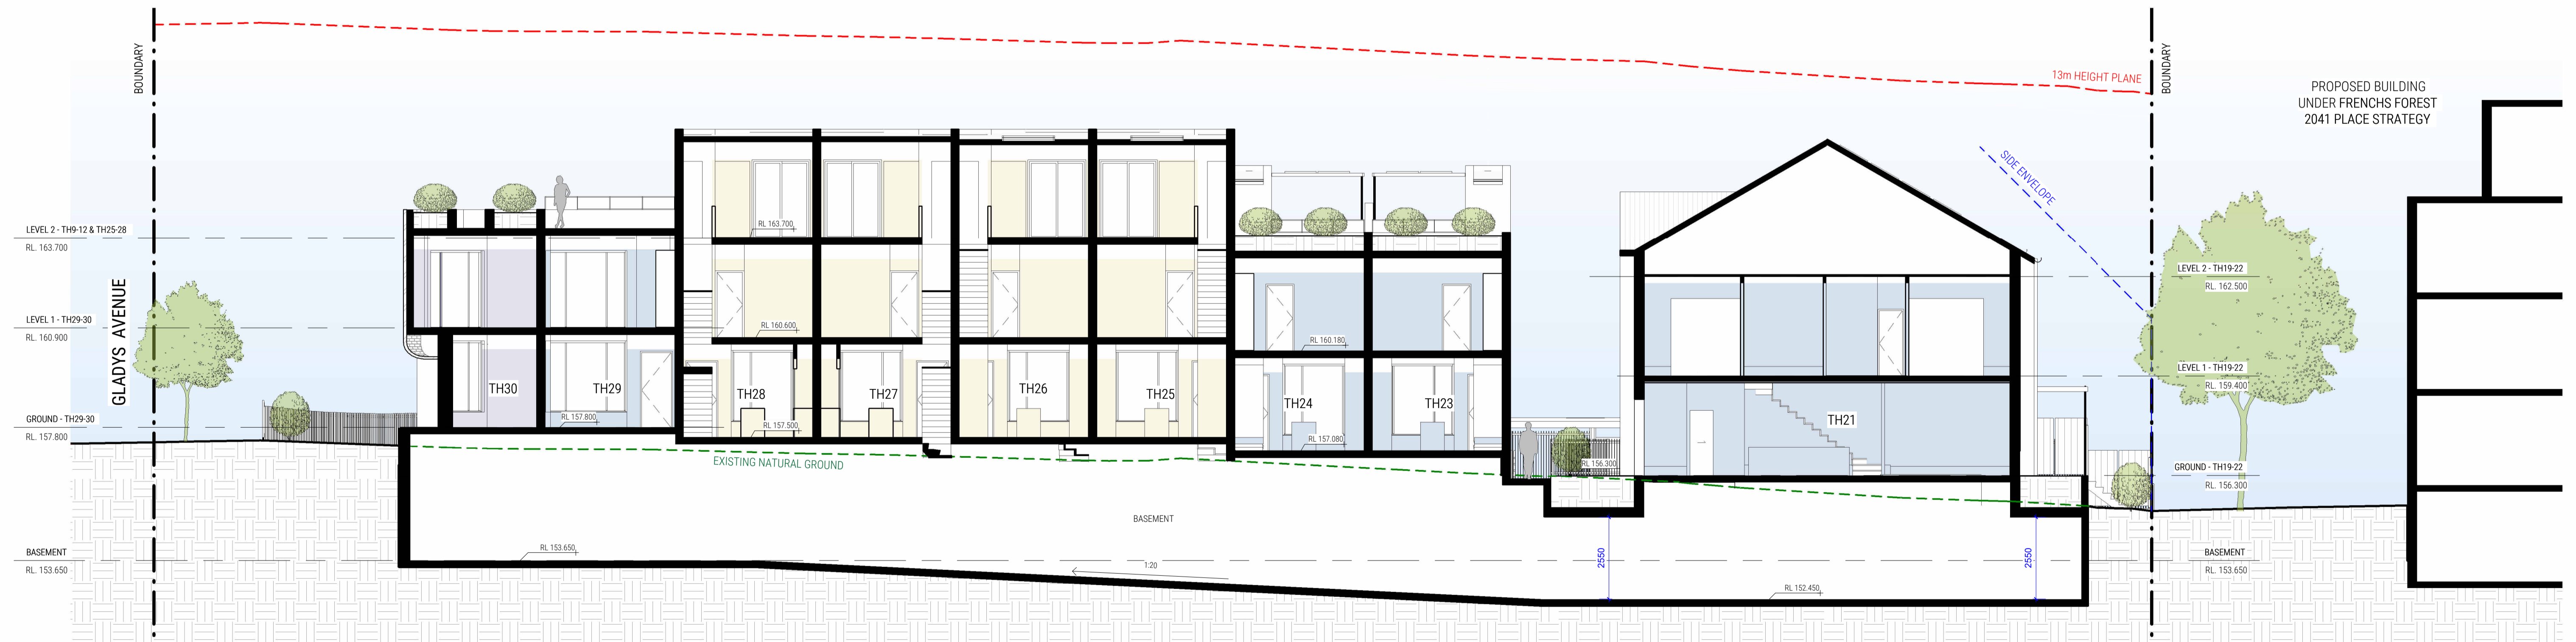 BOUNDARY
BOUNDARY
13m HEIGHT PLANE
PROPOSED BUILDING
UNDER FRENCHS FOREST
2041 PLACE STRATEGY
SIDE ENVELOPE
LEVEL 2 - TH9-12 & TH25-28
RL. 163.700
RL 163.700
LEVEL 2 - TH19-22
RL. 162.500
GLADYS AVENUE
LEVEL 1 - TH29-30
RL. 160.900
RL 160.600
RL 160.180
LEVEL 1 - TH19-22
RL. 159.400
TH30
TH29
TH28
TH27
TH26
TH25
TH24
TH23
TH21
GROUND - TH29-30
RL. 157.800
RL 157.800
RL 157.500
RL 157.080
RL 156.300
GROUND - TH19-22
RL. 156.300
EXISTING NATURAL GROUND
BASEMENT
BASEMENT
RL. 153.650
RL 153.650
1:20
2550
2550
RL 152.450
BASEMENT
RL. 153.650